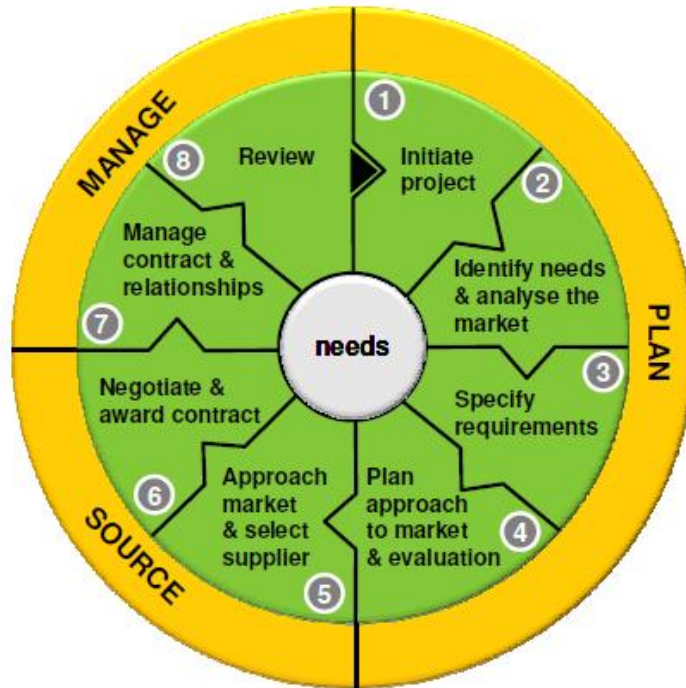 MANAGE
PLAN
SOURCE
needs
1
Initiate
project
2
Identify needs
& analyse the
market
3
Specify
requirements
4
Plan
approach
to market
& evaluation
5
Approach
market
& select
supplier
6
Negotiate &
award contract
7
Manage
contract &
relationships
8
Review